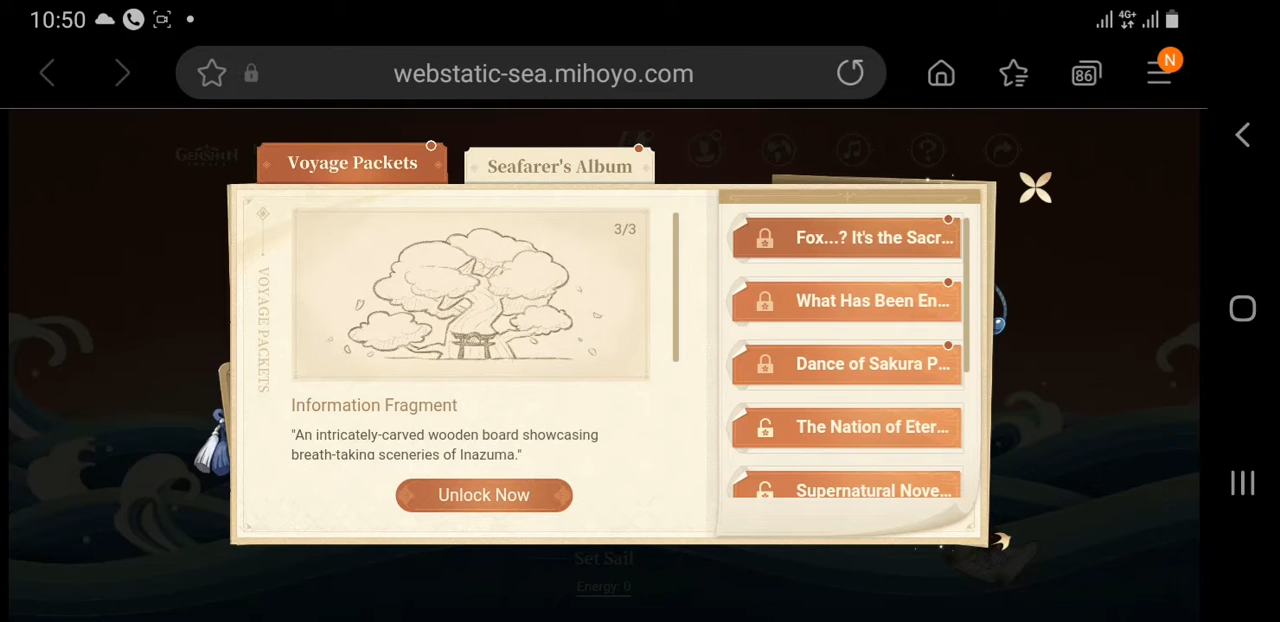 10:50
4G+
webstatic-sea.mihoyo.com
86
N
GENSHIN
Voyage Packets
Seafarer's Album
VOYAGE PACKETS
3/3
Information Fragment
"An intricately-carved wooden board showcasing
breath-taking sceneries of Inazuma."
Unlock Now
Fox...? It's the Sacr...
What Has Been En...
Dance of Sakura P...
The Nation of Eter...
Supernatural Nove...
Set Sail
Energy: 0